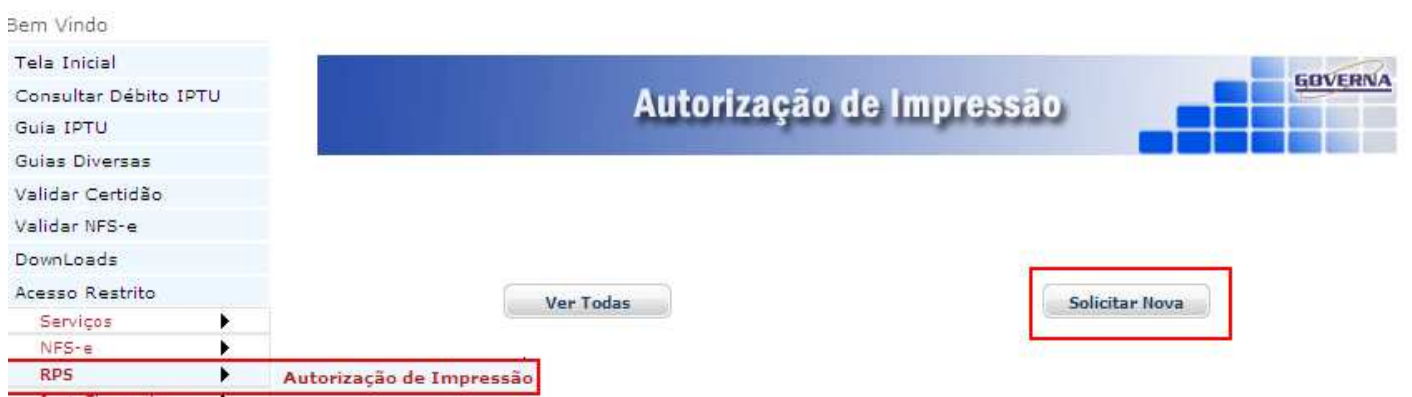 Bem Vindo
Tela Inicial
Consultar Débito IPTU
Guia IPTU
Guias Diversas
Validar Certidão
Validar NFS-e
DownLoads
Acesso Restrito
Serviços
NFS-e
RPS
Autorização de Impressão
Autorização de Impressão
GOVERNA
Ver Todas
Solicitar Nova